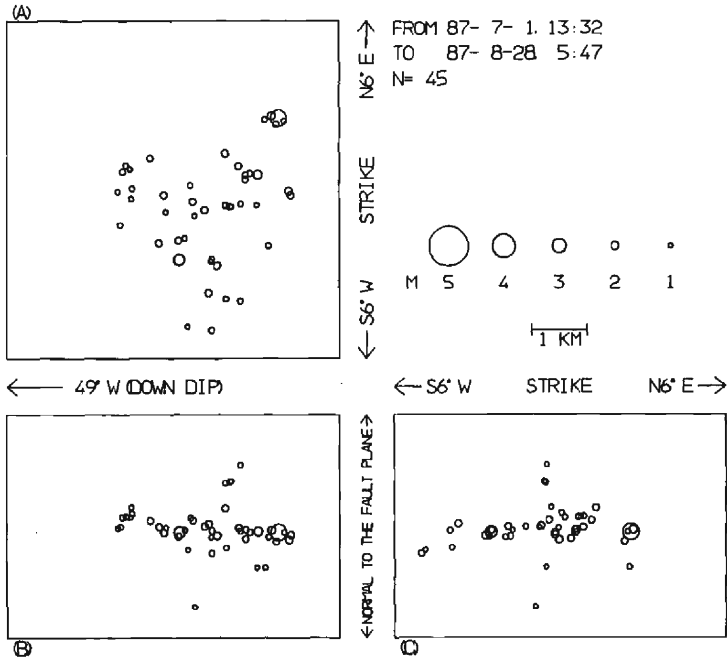 (A)
FROM 87- 7- 1. 13:32
TO 87- 8-28. 5:47
N= 45
N6° E
STRIKE
S6° W
M 5 4 3 2 1
1 KM
49° W (DOWN DIP)
S6° W STRIKE N6° E
NORMAL TO THE FAULT PLANE
(B)
(C)